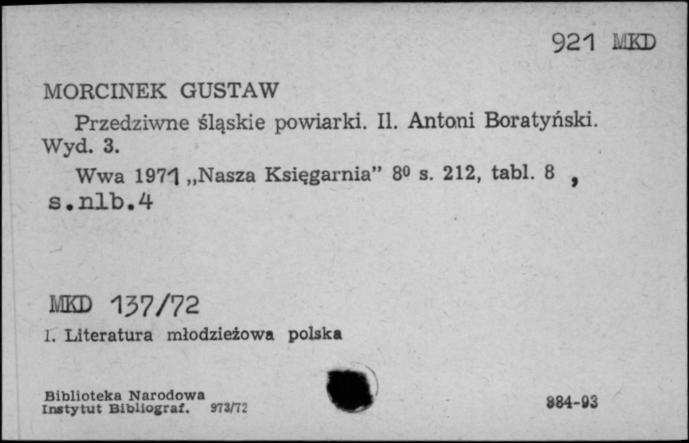 921 MKD
MORCINEK GUSTAW
Przedziwne śląskie powiarki. Il. Antoni Boratyński.
Wyd. 3.
Wwa 1971 „Nasza Księgarnia” 8⁰ s. 212, tabl. 8 ,
s.nlb.4
MKD 137/72
1. Literatura młodzieżowa polska
Biblioteka Narodowa
Instytut Bibliograf. 973/72
884-93